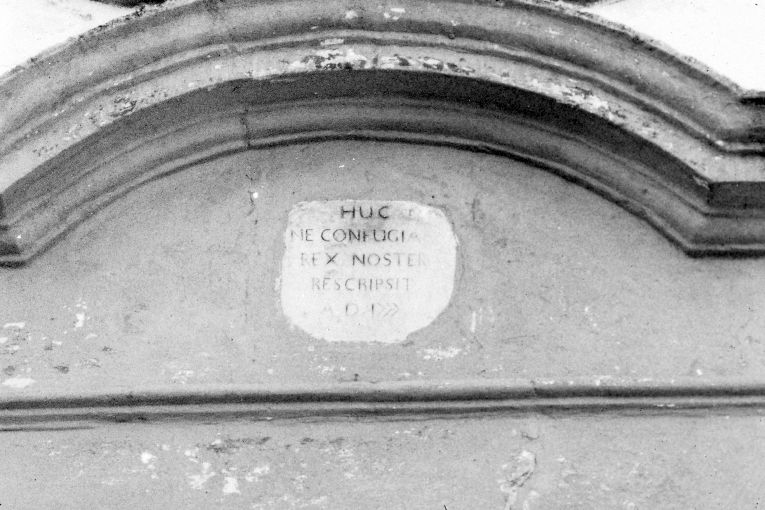 HUC
NE CONFUGIA
REX NOSTER
RESCRIPSIT